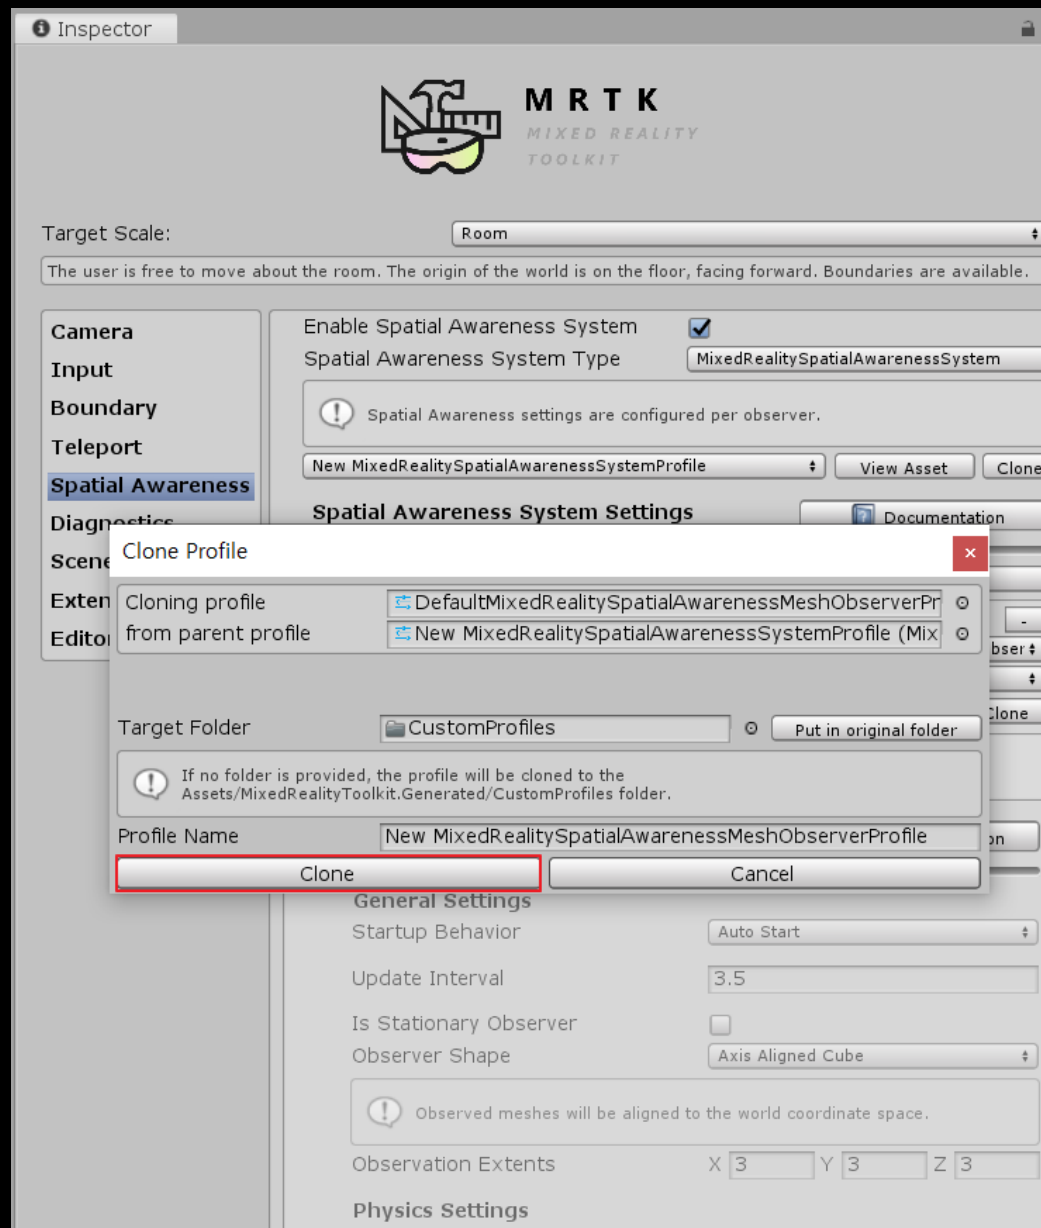 Inspector
MRTK
MIXED REALITY
TOOLKIT
Target Scale:
Room
The user is free to move about the room. The origin of the world is on the floor, facing forward. Boundaries are available.
Camera
Input
Boundary
Teleport
Spatial Awareness
Diagnostics
Scene
Exten
Editor
Enable Spatial Awareness System
Spatial Awareness System Type
MixedRealitySpatialAwarenessSystem
Spatial Awareness settings are configured per observer.
New MixedRealitySpatialAwarenessSystemProfile
View Asset
Clone
Spatial Awareness System Settings
Documentation
Clone Profile
Cloning profile
DefaultMixedRealitySpatialAwarenessMeshObserverPr
from parent profile
New MixedRealitySpatialAwarenessSystemProfile (Mix
-
bser
Clone
Target Folder
CustomProfiles
Put in original folder
If no folder is provided, the profile will be cloned to the
Assets/MixedRealityToolkit.Generated/CustomProfiles folder.
Profile Name
New MixedRealitySpatialAwarenessMeshObserverProfile
on
Clone
Cancel
General Settings
Startup Behavior
Auto Start
Update Interval
3.5
Is Stationary Observer
Observer Shape
Axis Aligned Cube
Observed meshes will be aligned to the world coordinate space.
Observation Extents
X 3 Y 3 Z 3
Physics Settings